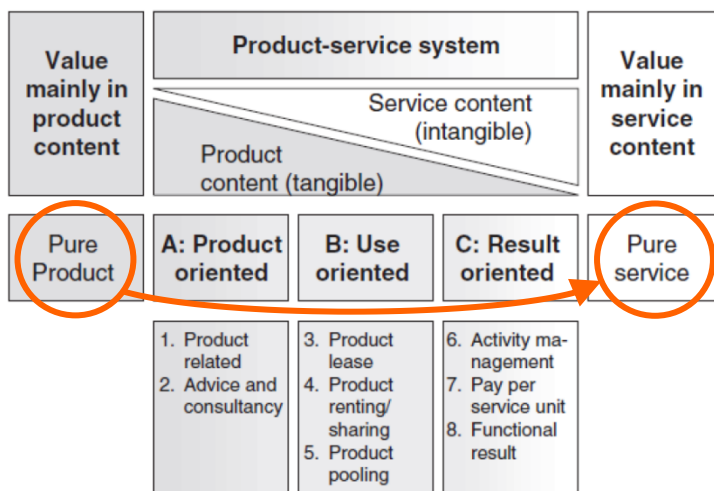 Value
mainly in
product
content
Product-service system
Service content
(intangible)
Product
content (tangible)
Value
mainly in
service
content
Pure
Product
A: Product
oriented
B: Use
oriented
C: Result
oriented
Pure
service
1. Product
related
2. Advice and
consultancy
3. Product
lease
4. Product
renting/
sharing
5. Product
pooling
6. Activity ma-
nagement
7. Pay per
service unit
8. Functional
result